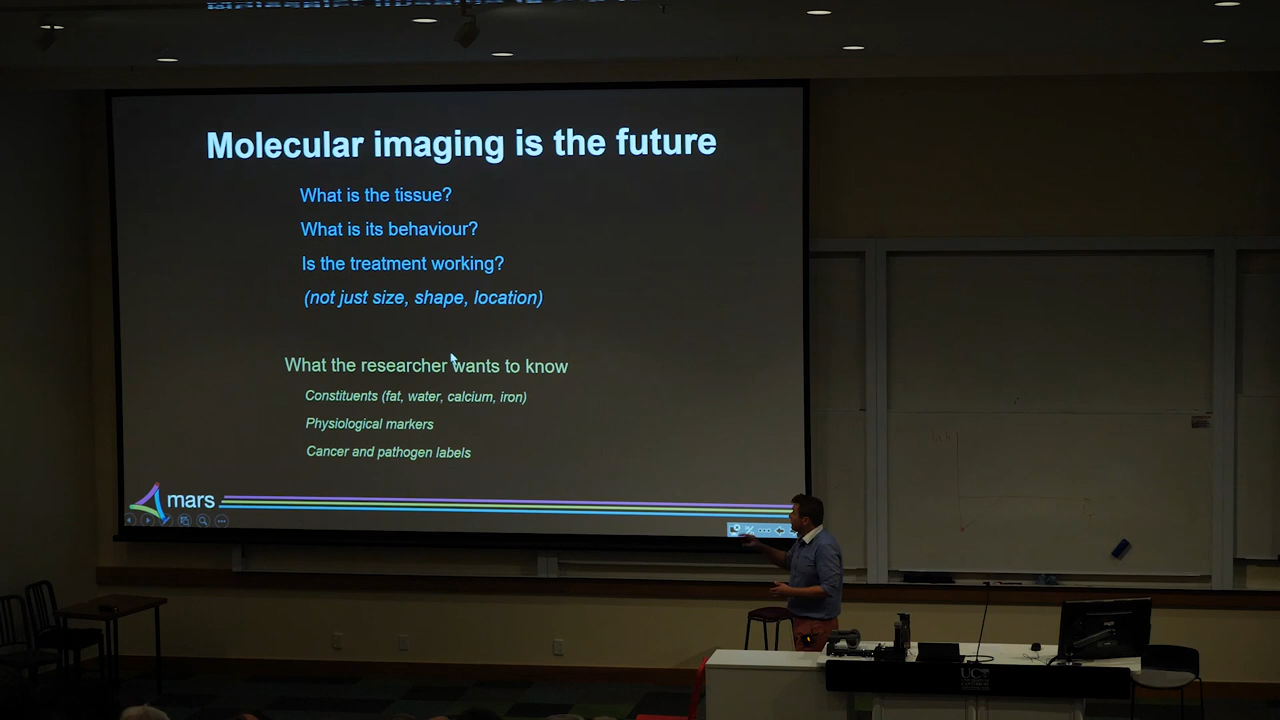 Molecular imaging is the future
What is the tissue?
What is its behaviour?
Is the treatment working?
(not just size, shape, location)
What the researcher wants to know
Constituents (fat, water, calcium, iron)
Physiological markers
Cancer and pathogen labels
mars
UC